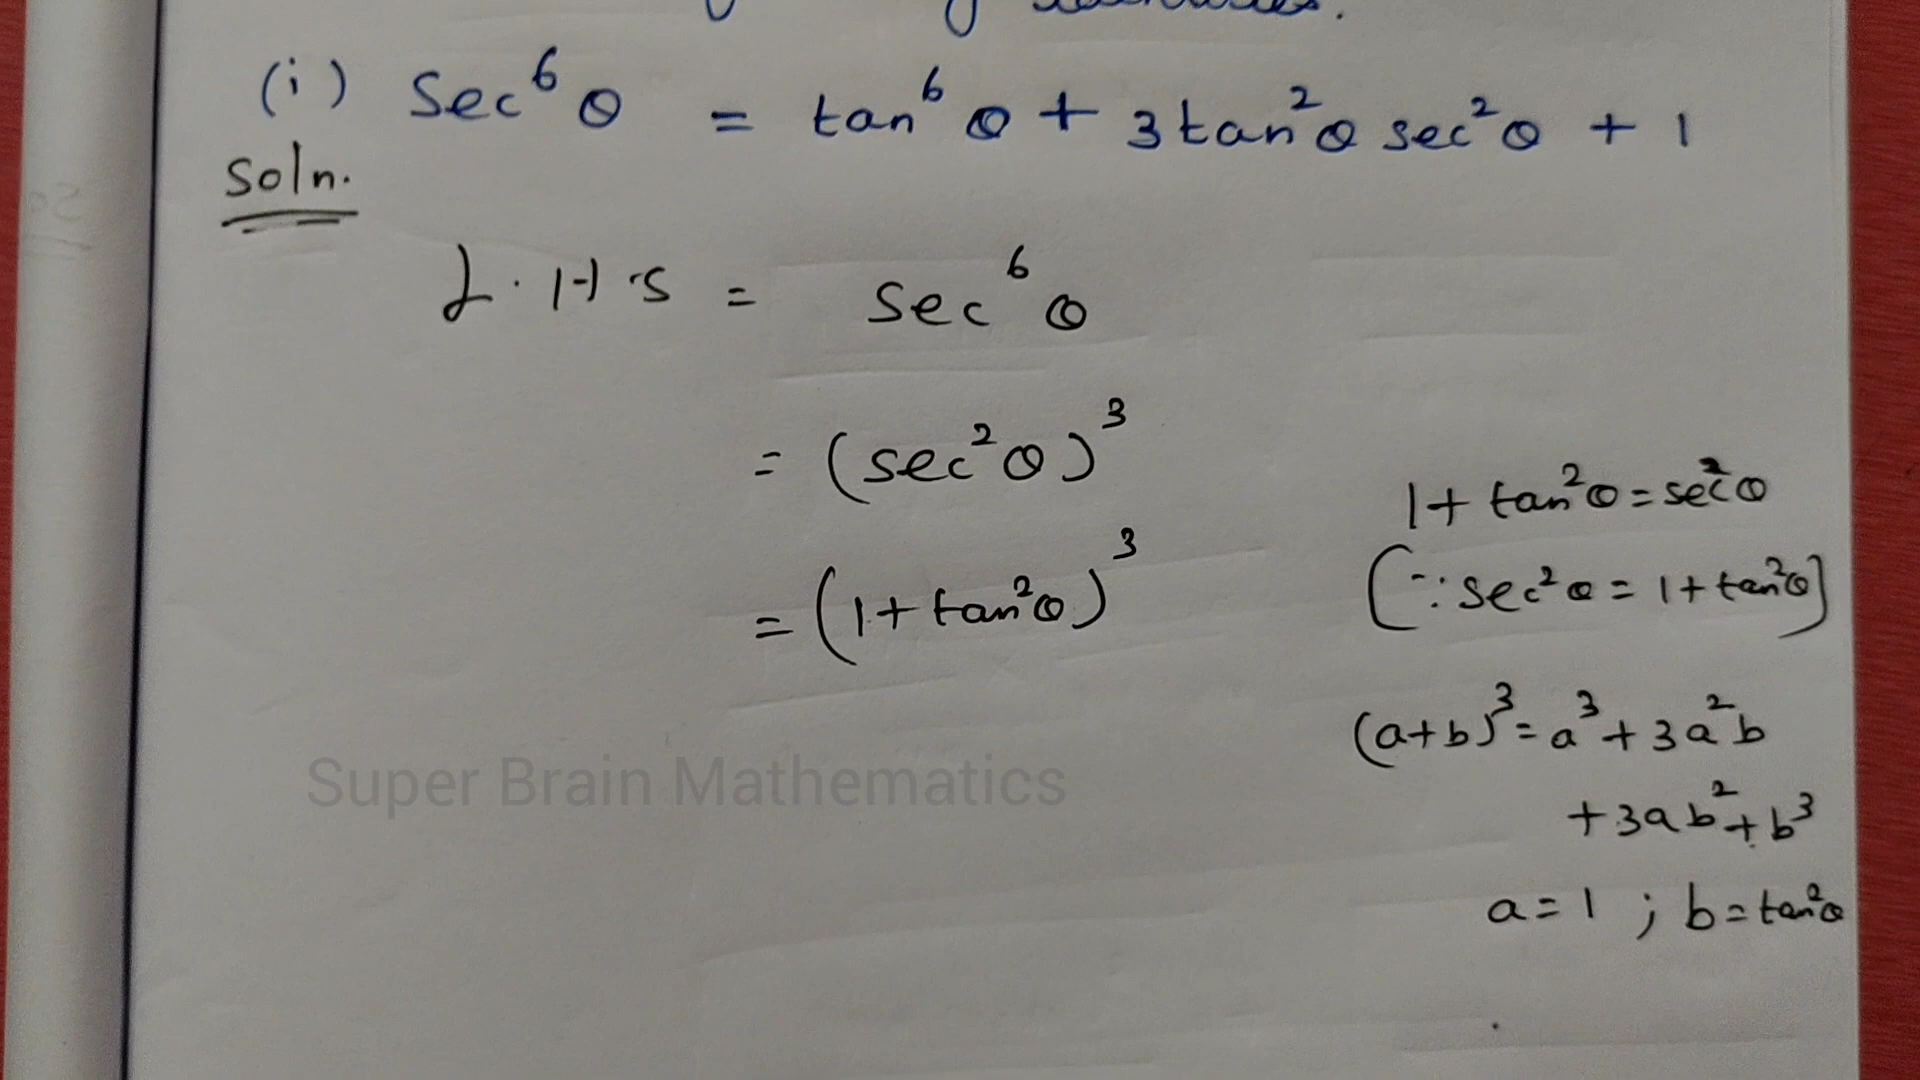 (i) Sec⁶θ = tan⁶θ + 3tan²θ sec²θ + 1
Soln.
L.H.S = Sec⁶θ
= (sec²θ)³
1 + tan²θ = sec²θ
= (1 + tan²θ)³
(∵ sec²θ = 1 + tan²θ)
(a+b)³ = a³ + 3a²b
+ 3ab² + b³
a = 1 ; b = tan²θ
Super Brain Mathematics